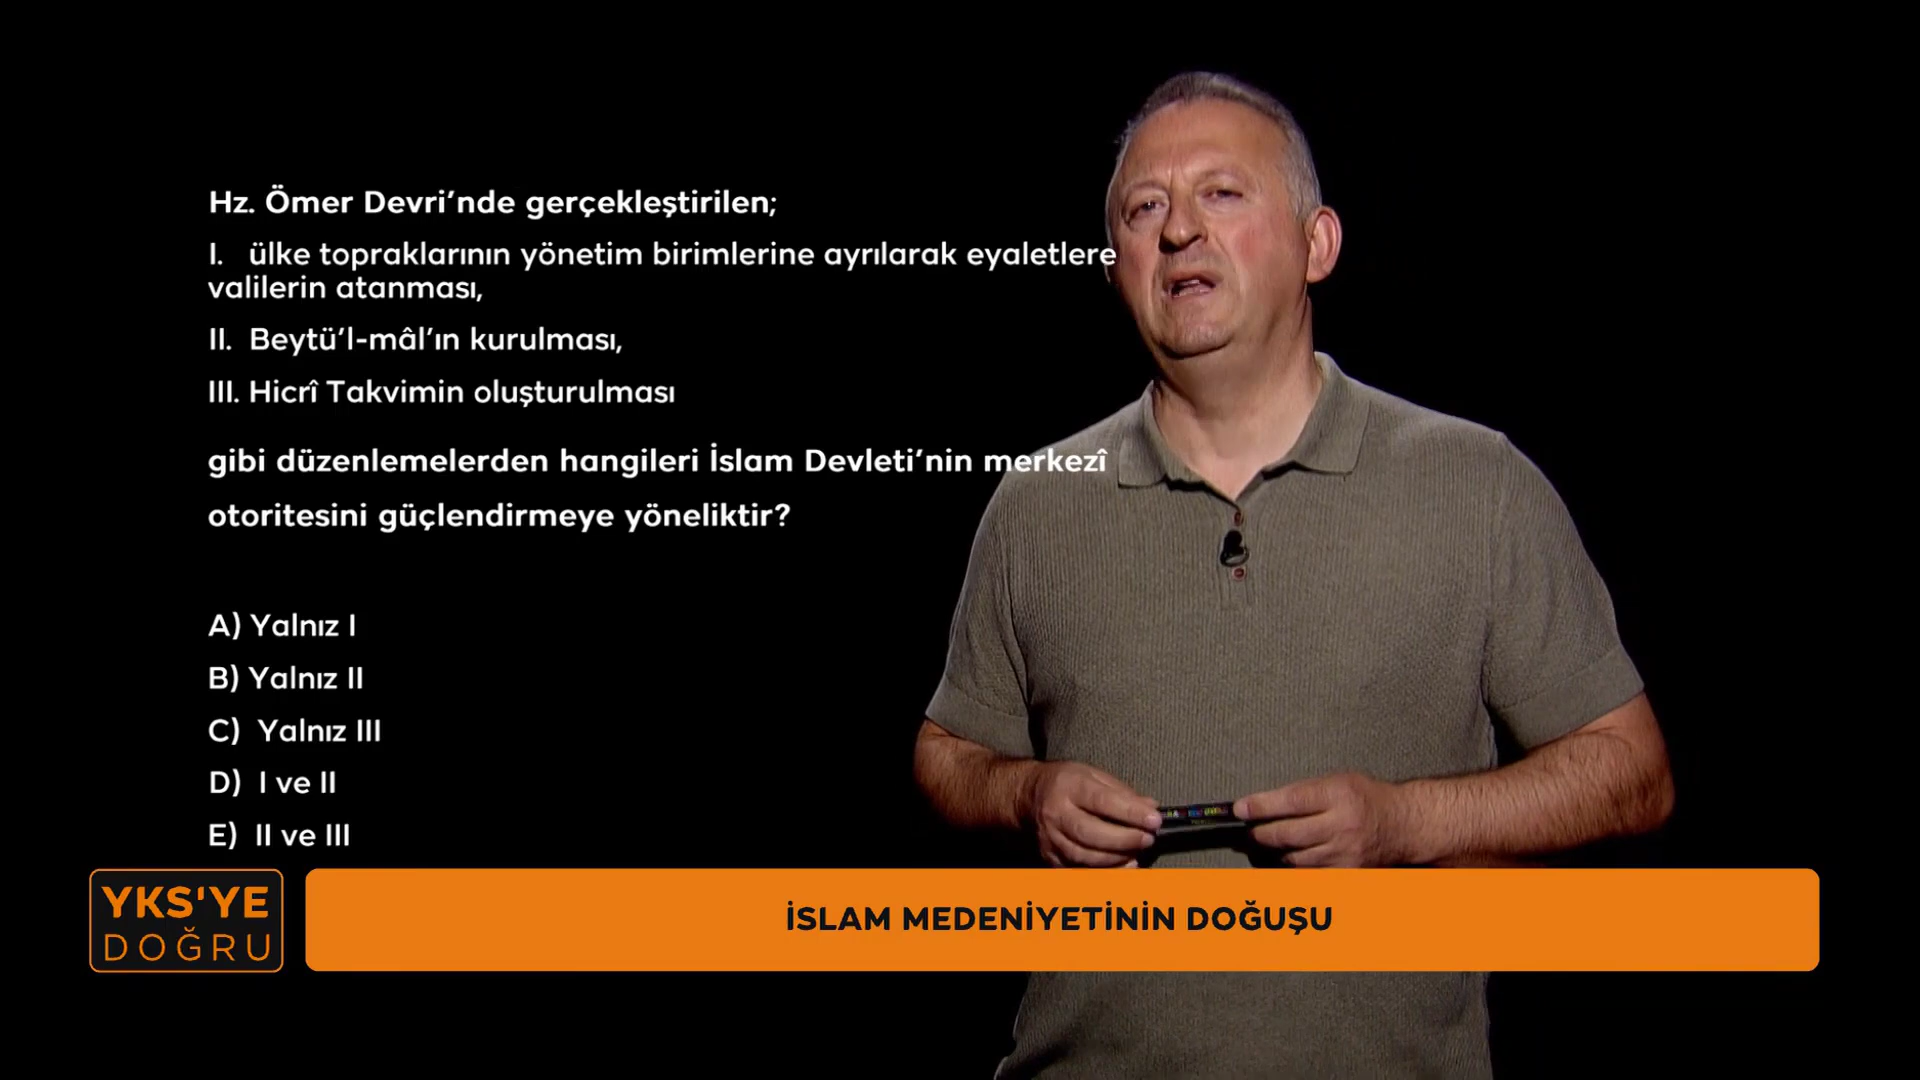 Hz. Ömer Devri’nde gerçekleştirilen;
I. ülke topraklarının yönetim birimlerine ayrılarak eyaletlere
valilerin atanması,
II. Beytü’l-mâl’ın kurulması,
III. Hicrî Takvimin oluşturulması
gibi düzenlemelerden hangileri İslam Devleti’nin merkezî
otoritesini güçlendirmeye yöneliktir?
A) Yalnız I
B) Yalnız II
C) Yalnız III
D) I ve II
E) II ve III
YKS'YE
DOĞRU
İSLAM MEDENİYETİNİN DOĞUŞU